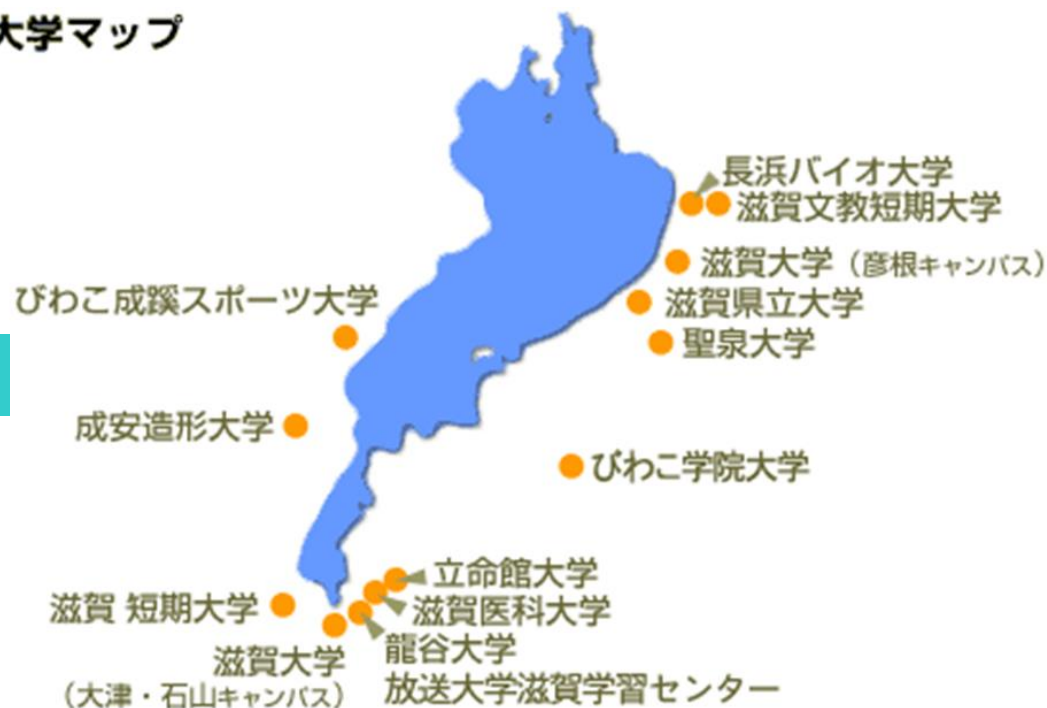 大学マップ
長浜バイオ大学
滋賀文教短期大学
滋賀大学（彦根キャンパス）
びわこ成蹊スポーツ大学
滋賀県立大学
聖泉大学
成安造形大学
びわこ学院大学
立命館大学
滋賀 短期大学
滋賀医科大学
龍谷大学
滋賀大学
（大津・石山キャンパス）
放送大学滋賀学習センター